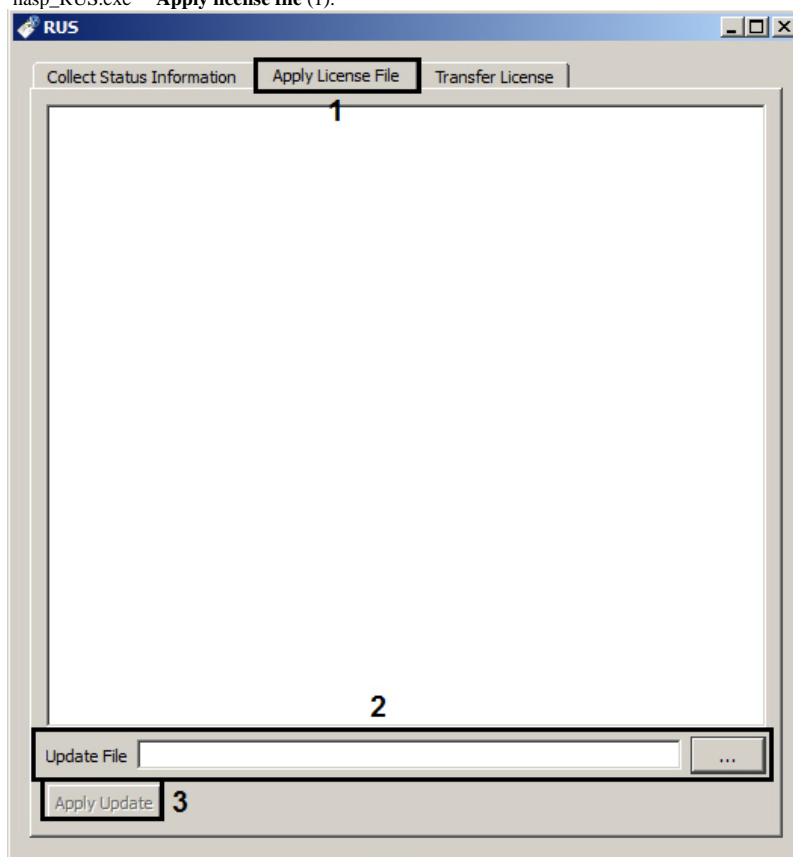 hasp_RUS.exe Apply license file (1).
RUS
Collect Status Information Apply License File Transfer License
1
2
Update File ...
Apply Update 3